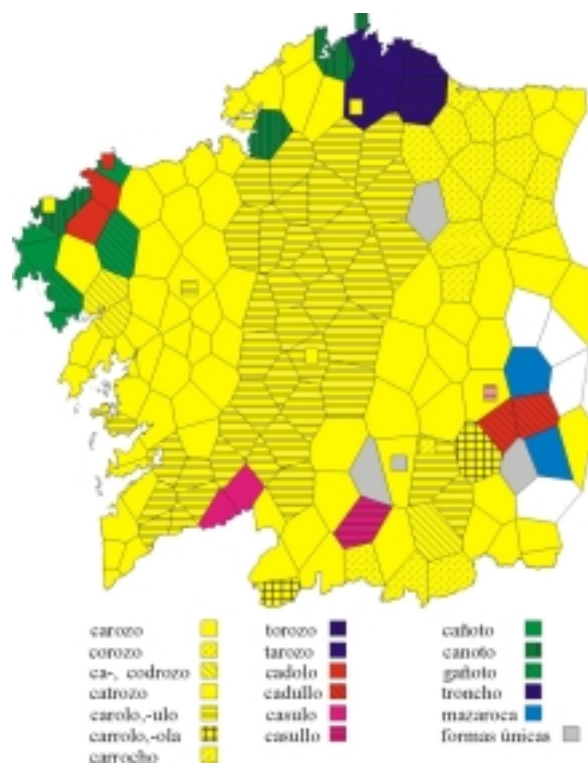 carozo torozo cañoto
corozo tarozo canoto
ca-, codrozo cadolo gañoto
catrozo cadullo troncho
carolo,-ulo casulo mazaroca
carrolo,-ola casullo formas únicas
carrocho